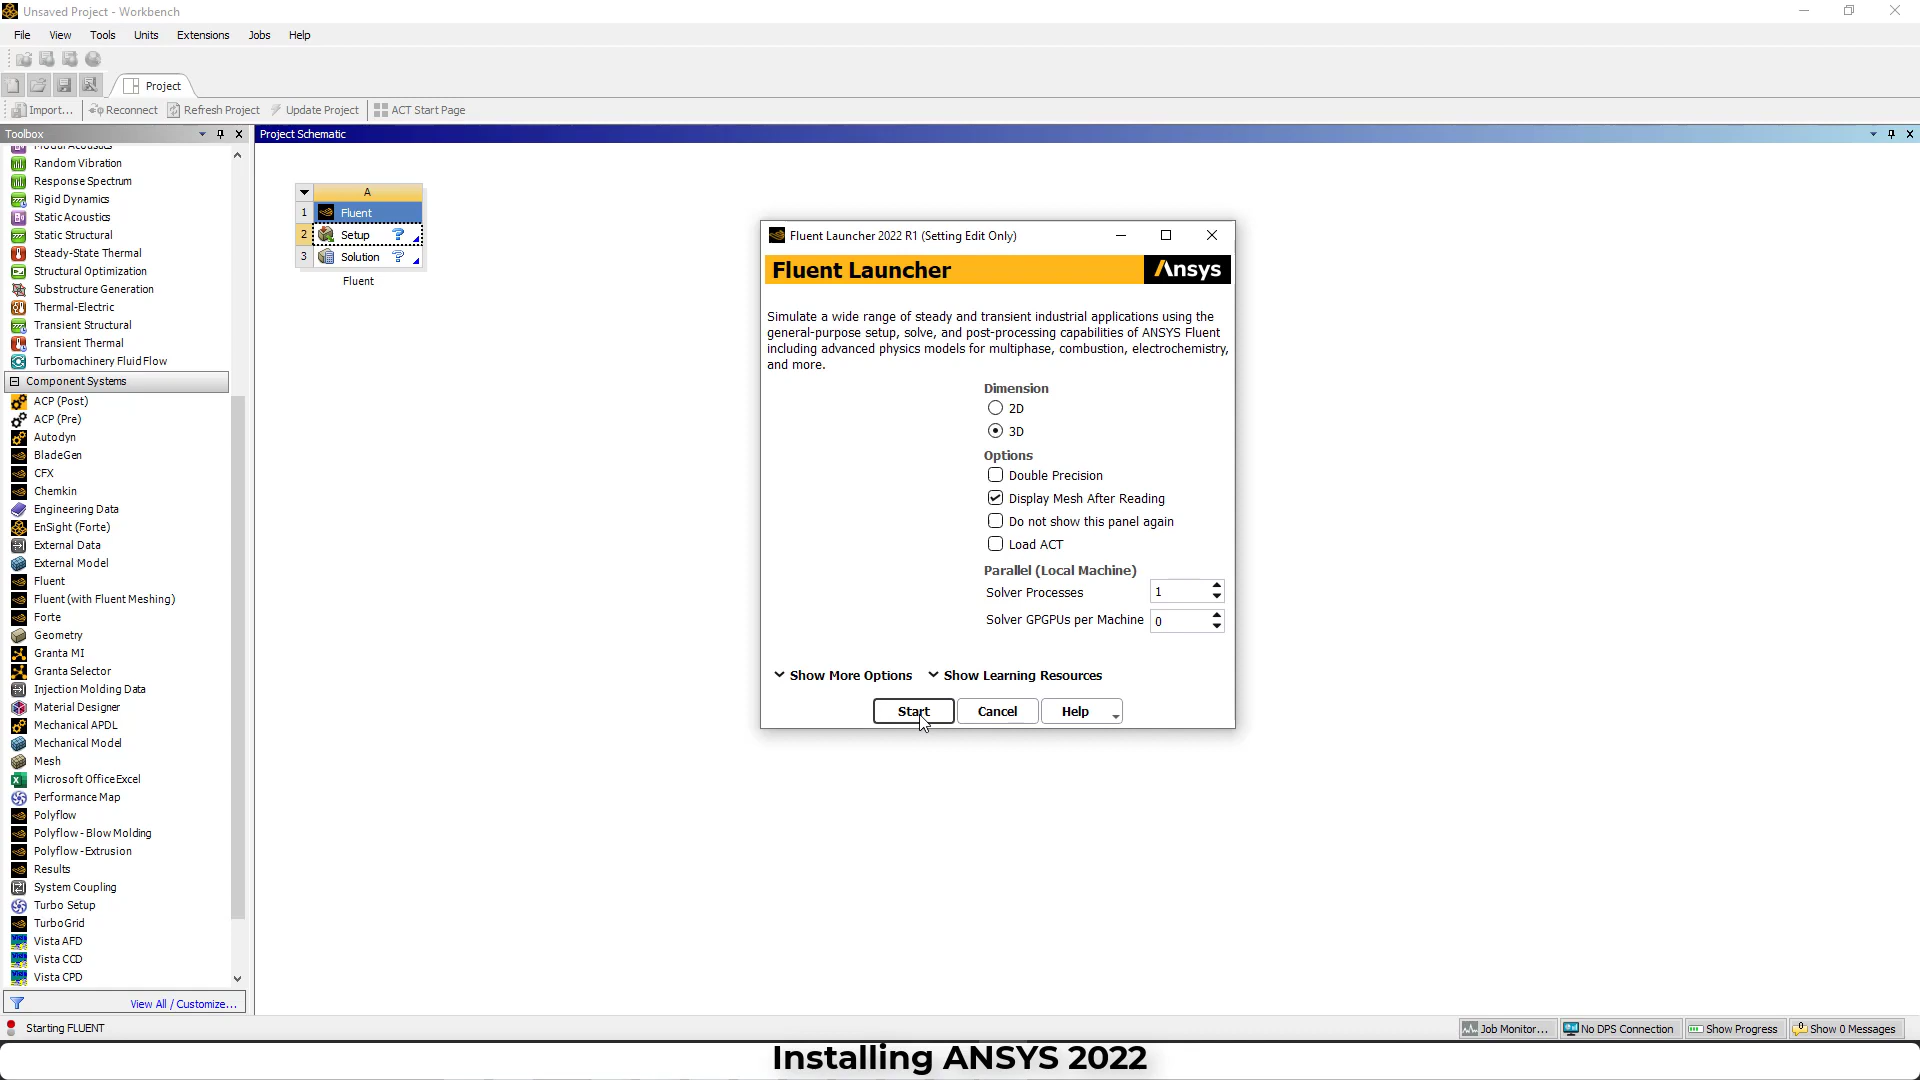 Unsaved Project - Workbench
File View Tools Units Extensions Jobs Help
Project
Import... Reconnect Refresh Project Update Project ACT Start Page
Toolbox
Project Schematic
Modal Acoustics
Random Vibration
Response Spectrum
Rigid Dynamics
Static Acoustics
Static Structural
Steady-State Thermal
Structural Optimization
Substructure Generation
Thermal-Electric
Transient Structural
Transient Thermal
Turbomachinery Fluid Flow
Component Systems
ACP (Post)
ACP (Pre)
Autodyn
BladeGen
CFX
Chemkin
Engineering Data
EnSight (Forte)
External Data
External Model
Fluent
Fluent (with Fluent Meshing)
Forte
Geometry
Granta MI
Granta Selector
Injection Molding Data
Material Designer
Mechanical APDL
Mechanical Model
Mesh
Microsoft Office Excel
Performance Map
Polyflow
Polyflow - Blow Molding
Polyflow - Extrusion
Results
System Coupling
Turbo Setup
TurboGrid
Vista AFD
Vista CCD
Vista CPD
View All / Customize...
A
1 Fluent
2 Setup ?
3 Solution ?
Fluent
Fluent Launcher 2022 R1 (Setting Edit Only)
Fluent Launcher
Ansys
Simulate a wide range of steady and transient industrial applications using the
general-purpose setup, solve, and post-processing capabilities of ANSYS Fluent
including advanced physics models for multiphase, combustion, electrochemistry,
and more.
Dimension
2D
3D
Options
Double Precision
Display Mesh After Reading
Do not show this panel again
Load ACT
Parallel (Local Machine)
Solver Processes 1
Solver GPGPUs per Machine 0
Show More Options Show Learning Resources
Start Cancel Help
Starting FLUENT
Job Monitor... No DPS Connection Show Progress Show 0 Messages
Installing ANSYS 2022